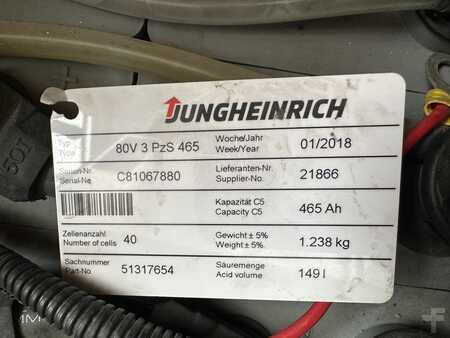 JUNGHEINRICH
Typ
Type
80V 3 PzS 465
Woche/Jahr
Week/Year
01/2018
Serien-Nr.
Serial-No
C81067880
Lieferanten-Nr.
Supplier-No.
21866
Kapazität C5
Capacity C5
465 Ah
Zellenanzahl
Number of cells
40
Gewicht ± 5%
Weight ± 5%
1.238 kg
Sachnummer
Part-No
51317654
Säuremenge
Acid volume
149 l